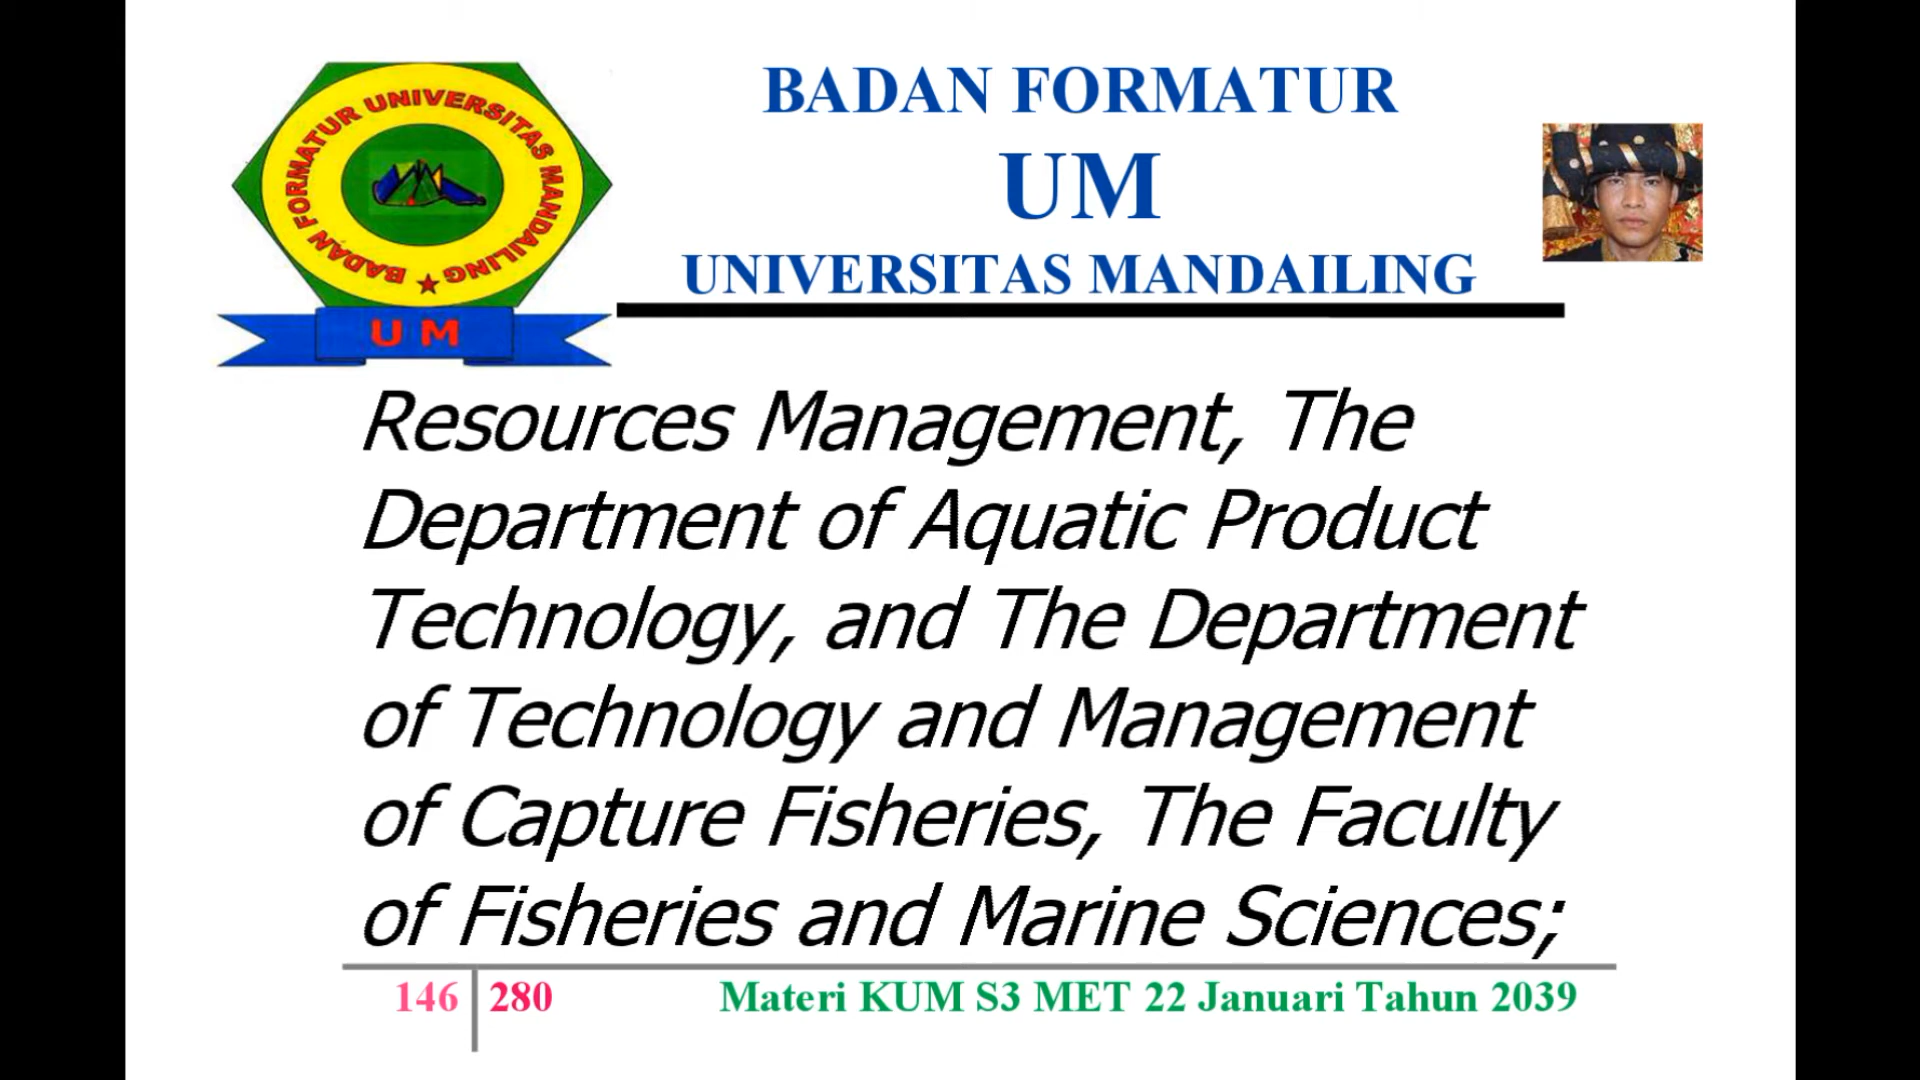 BADAN FORMATUR UNIVERSITAS MANDAILING
U M
BADAN FORMATUR
UM
UNIVERSITAS MANDAILING
Resources Management, The
Department of Aquatic Product
Technology, and The Department
of Technology and Management
of Capture Fisheries, The Faculty
of Fisheries and Marine Sciences;
146 280 Materi KUM S3 MET 22 Januari Tahun 2039